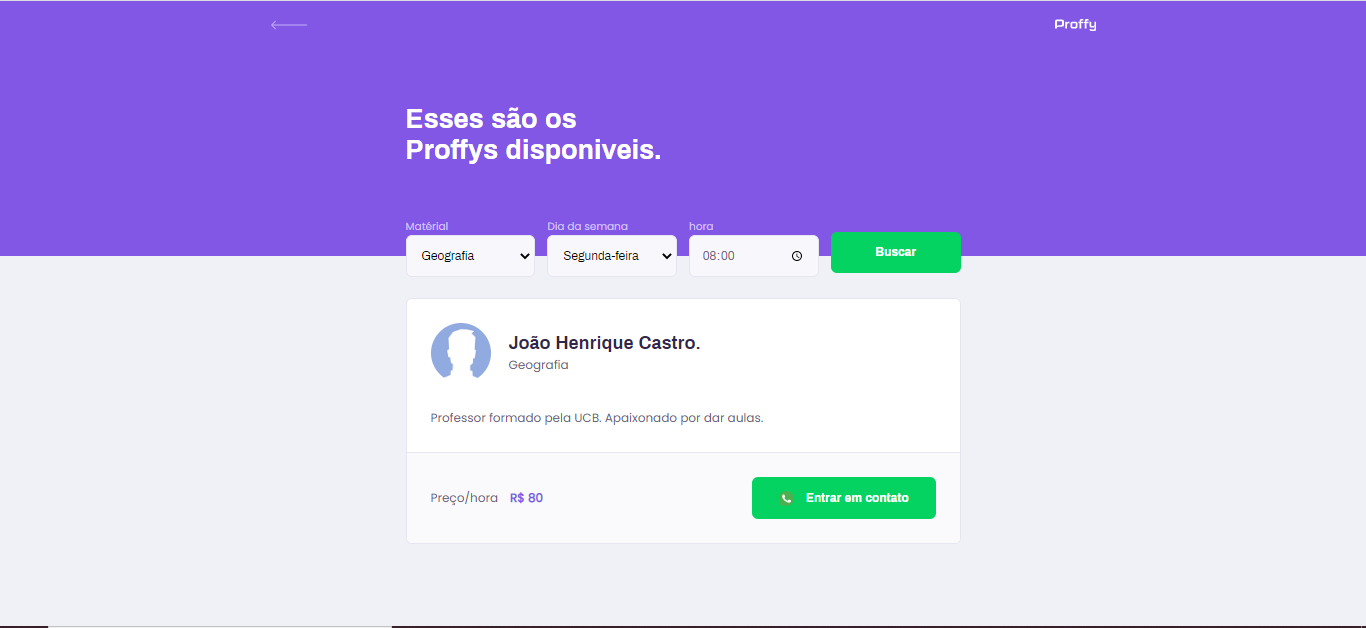 Proffy
Esses são os
Proffys disponiveis.
Matérial Dia da semana hora
Geografia Segunda-feira 08:00 Buscar
João Henrique Castro.
Geografia
Professor formado pela UCB. Apaixonado por dar aulas.
Preço/hora R$ 80 Entrar em contato